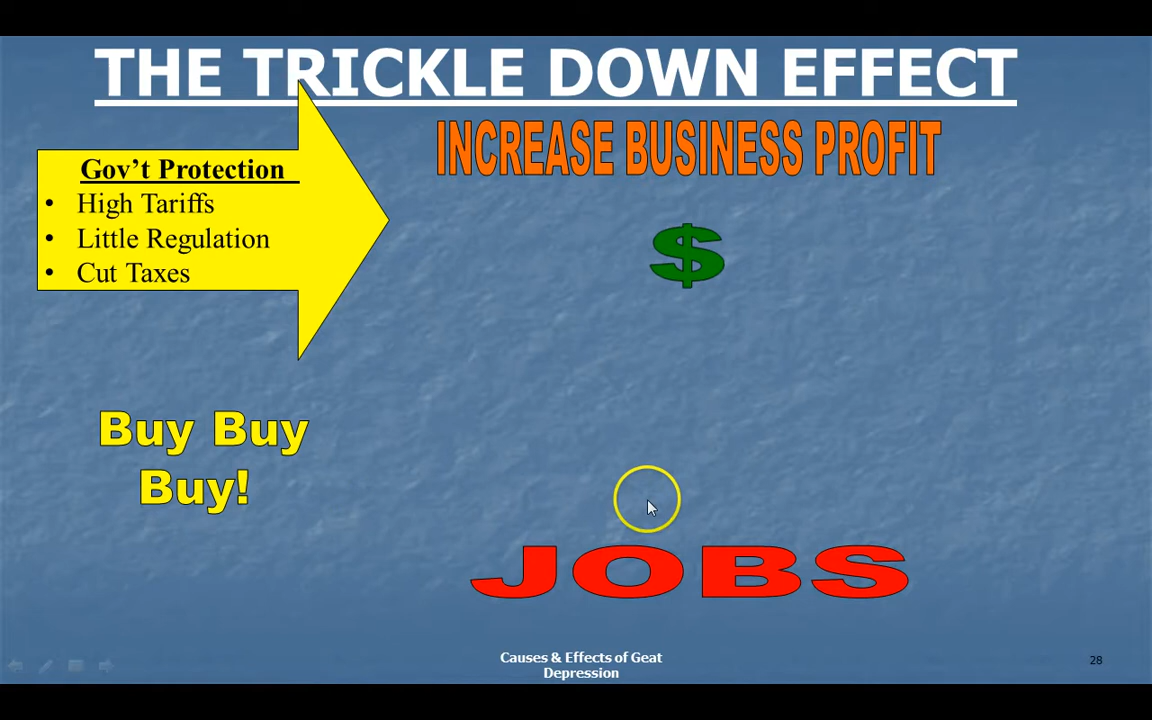 THE TRICKLE DOWN EFFECT
INCREASE BUSINESS PROFIT
Gov’t Protection
• High Tariffs
• Little Regulation
• Cut Taxes
$
Buy Buy
Buy!
JOBS
Causes & Effects of Geat
Depression
28